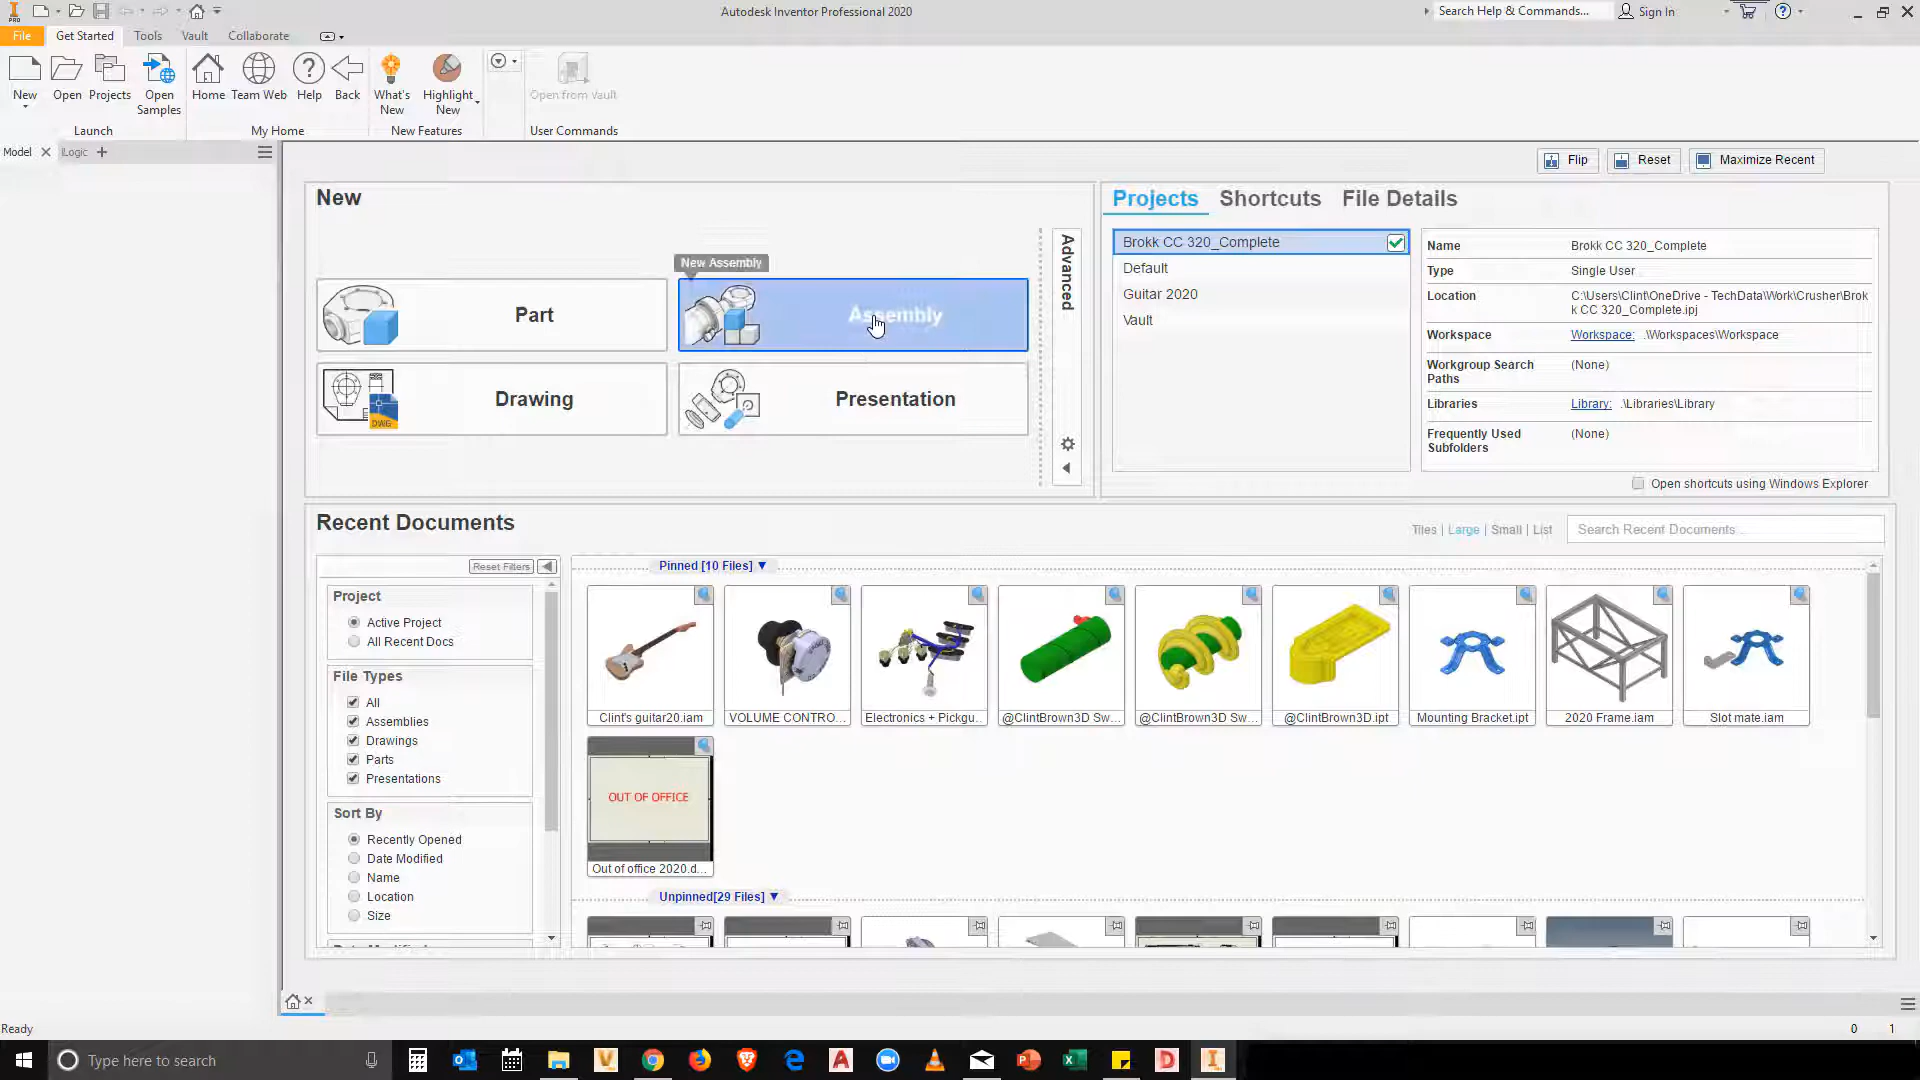 PRO
Autodesk Inventor Professional 2020
Search Help & Commands...
Sign In
File
Get Started
Tools
Vault
Collaborate
New
Open
Projects
Open
Samples
Home
Team Web
Help
Back
What's
New
Highlight
New
Open from Vault
Launch
My Home
New Features
User Commands
Model
iLogic
Flip
Reset
Maximize Recent
New
New Assembly
Part
Assembly
Drawing
DWG
Presentation
Advanced
Projects
Shortcuts
File Details
Brokk CC 320_Complete
Default
Guitar 2020
Vault
Name Brokk CC 320_Complete
Type Single User
Location C:\Users\Clint\OneDrive - TechData\Work\Crusher\Brok
k CC 320_Complete.ipj
Workspace Workspace: .\Workspaces\Workspace
Workgroup Search (None)
Paths
Libraries Library: .\Libraries\Library
Frequently Used (None)
Subfolders
Open shortcuts using Windows Explorer
Recent Documents
Tiles | Large | Small | List
Search Recent Documents ...
Reset Filters
Project
Active Project
All Recent Docs
File Types
All
Assemblies
Drawings
Parts
Presentations
Sort By
Recently Opened
Date Modified
Name
Location
Size
Pinned [10 Files]
Clint's guitar20.iam
VOLUME CONTRO...
Electronics + Pickgu...
@ClintBrown3D Sw...
@ClintBrown3D Sw...
@ClintBrown3D.ipt
Mounting Bracket.ipt
2020 Frame.iam
Slot mate.iam
OUT OF OFFICE
Out of office 2020.d...
Unpinned[29 Files]
Ready
0 1
Type here to search